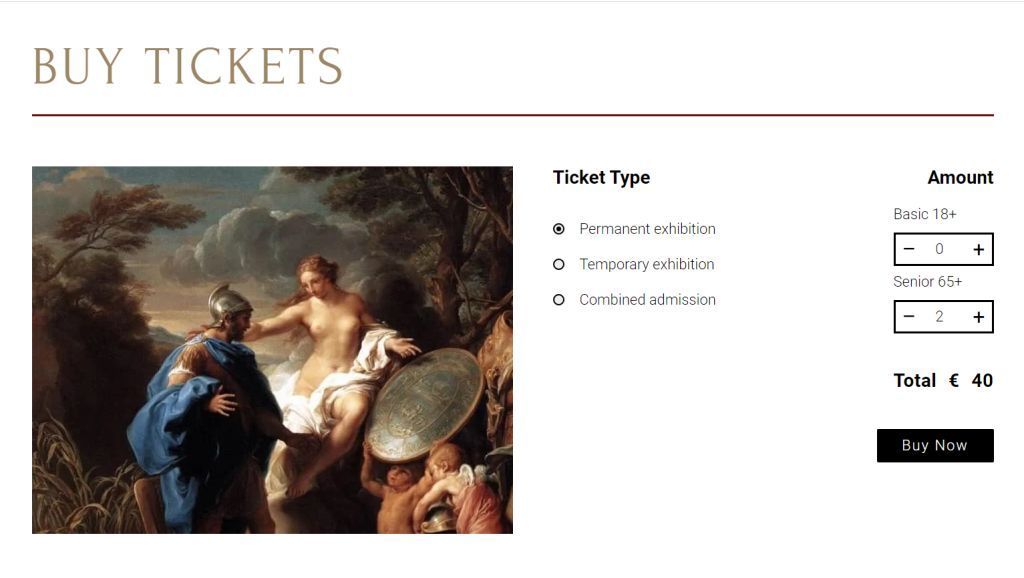 BUY TICKETS
Ticket Type
Permanent exhibition
Temporary exhibition
Combined admission
Amount
Basic 18+
− 0 +
Senior 65+
− 2 +
Total € 40
Buy Now